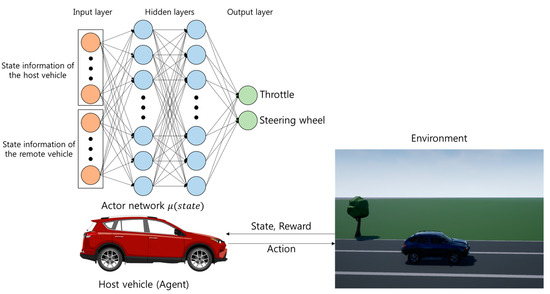 Input layer
Hidden layers
Output layer
State information of
the host vehicle
State information of
the remote vehicle
Throttle
Steering wheel
Actor network μ(state)
Environment
State, Reward
Action
Host vehicle (Agent)